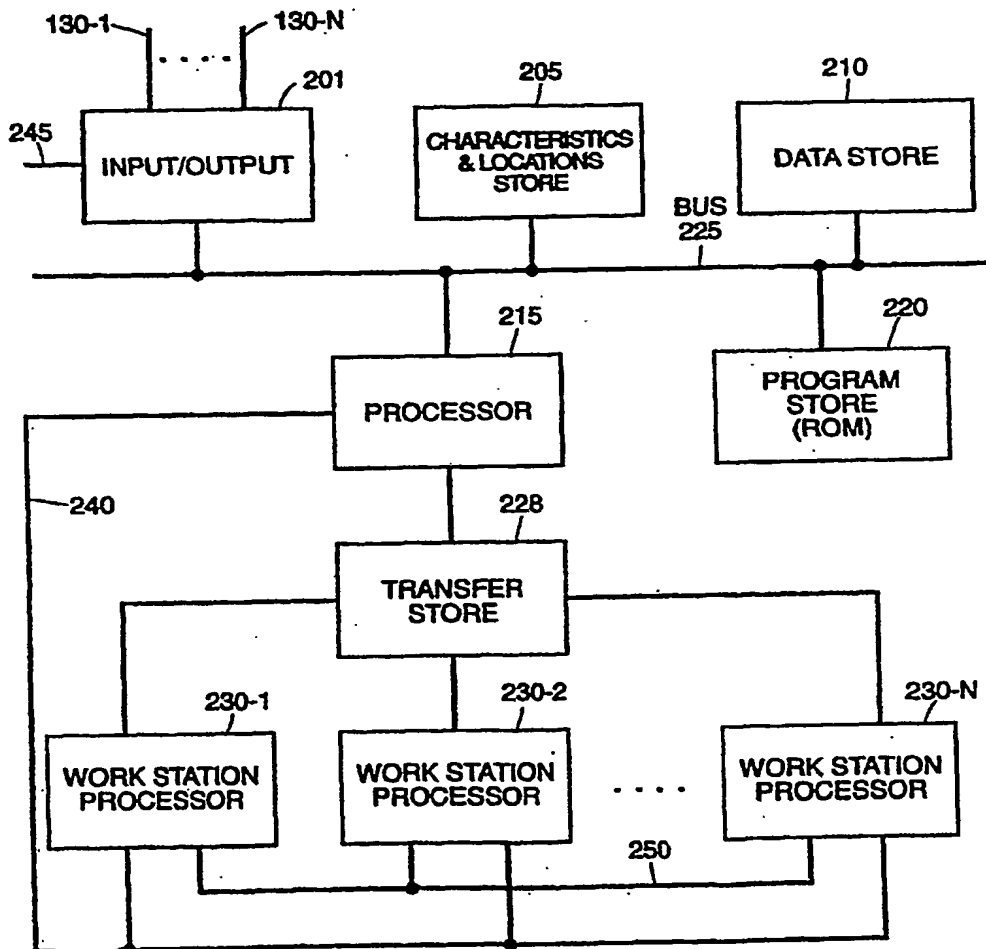 130-1
130-N
201
205
210
245
INPUT/OUTPUT
CHARACTERISTICS
& LOCATIONS
STORE
DATA STORE
BUS
225
215
220
PROCESSOR
PROGRAM
STORE
(ROM)
240
228
TRANSFER
STORE
230-1
230-2
230-N
WORK STATION
PROCESSOR
WORK STATION
PROCESSOR
WORK STATION
PROCESSOR
250